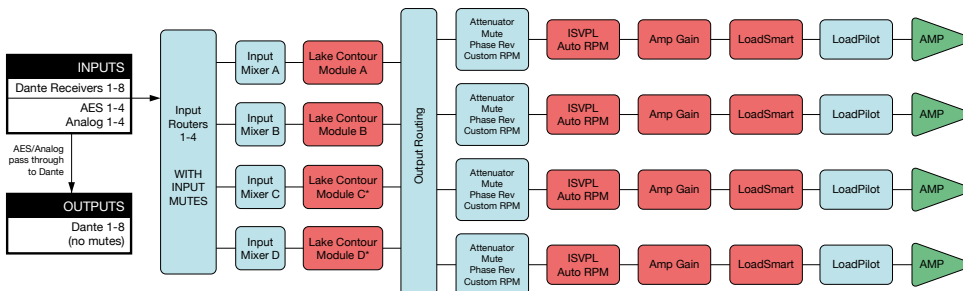 INPUTS
Dante Receivers 1-8
AES 1-4
Analog 1-4
AES/Analog
pass through
to Dante
OUTPUTS
Dante 1-8
(no mutes)
Input
Routers
1-4
WITH
INPUT
MUTES
Input
Mixer A
Lake Contour
Module A
Input
Mixer B
Lake Contour
Module B
Input
Mixer C
Lake Contour
Module C*
Input
Mixer D
Lake Contour
Module D*
Output Routing
Attenuator
Mute
Phase Rev
Custom RPM
ISVPL
Auto RPM
Amp Gain
LoadSmart
LoadPilot
AMP
Attenuator
Mute
Phase Rev
Custom RPM
ISVPL
Auto RPM
Amp Gain
LoadSmart
LoadPilot
AMP
Attenuator
Mute
Phase Rev
Custom RPM
ISVPL
Auto RPM
Amp Gain
LoadSmart
LoadPilot
AMP
Attenuator
Mute
Phase Rev
Custom RPM
ISVPL
Auto RPM
Amp Gain
LoadSmart
LoadPilot
AMP